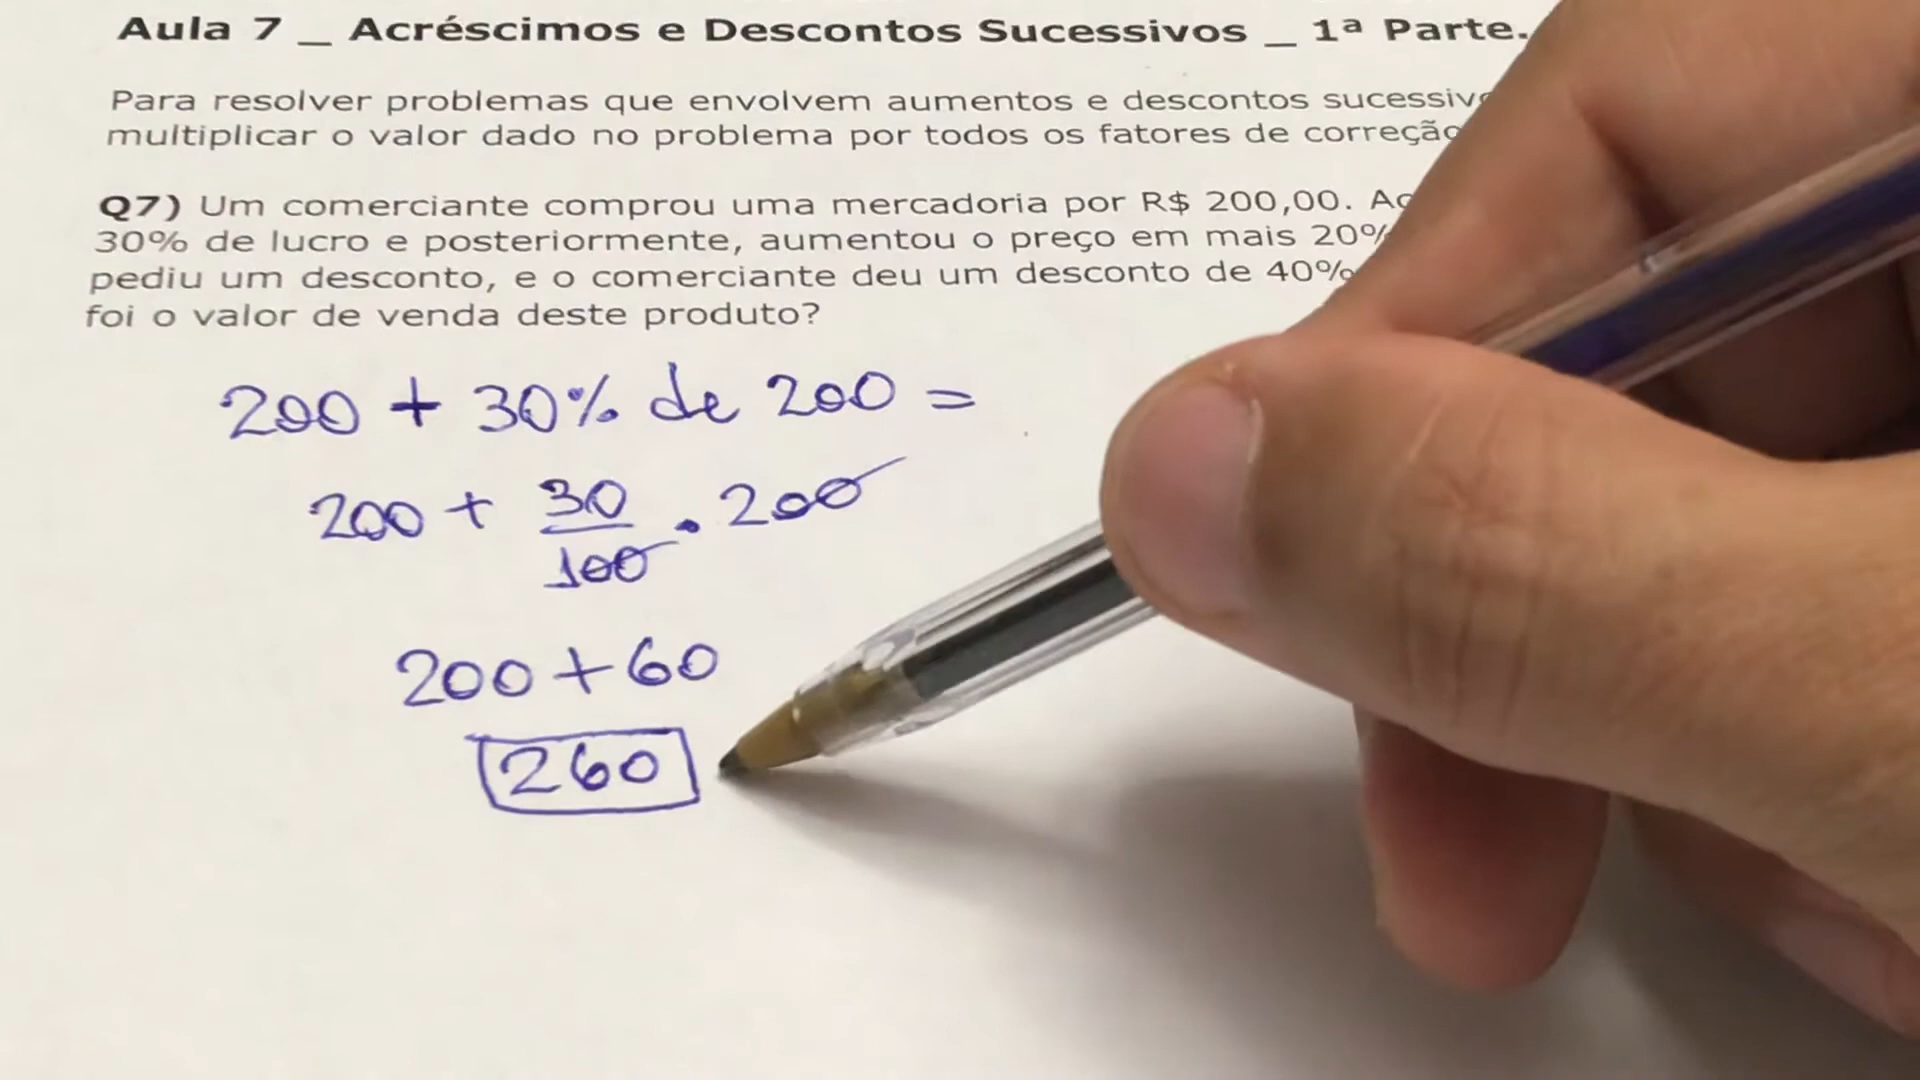 Aula 7 _ Acréscimos e Descontos Sucessivos _ 1ª Parte.
Para resolver problemas que envolvem aumentos e descontos
multiplicar o valor dado no problema por todos os fatores de
Q7) Um comerciante comprou uma mercadoria por R$ 200,00.
30% de lucro e posteriormente, aumentou o preço em mais 20%
pediu um desconto, e o comerciante deu um desconto de 40%
foi o valor de venda deste produto?
200 + 30% de 200 =
200 + 30/100 . 200
200 + 60
260